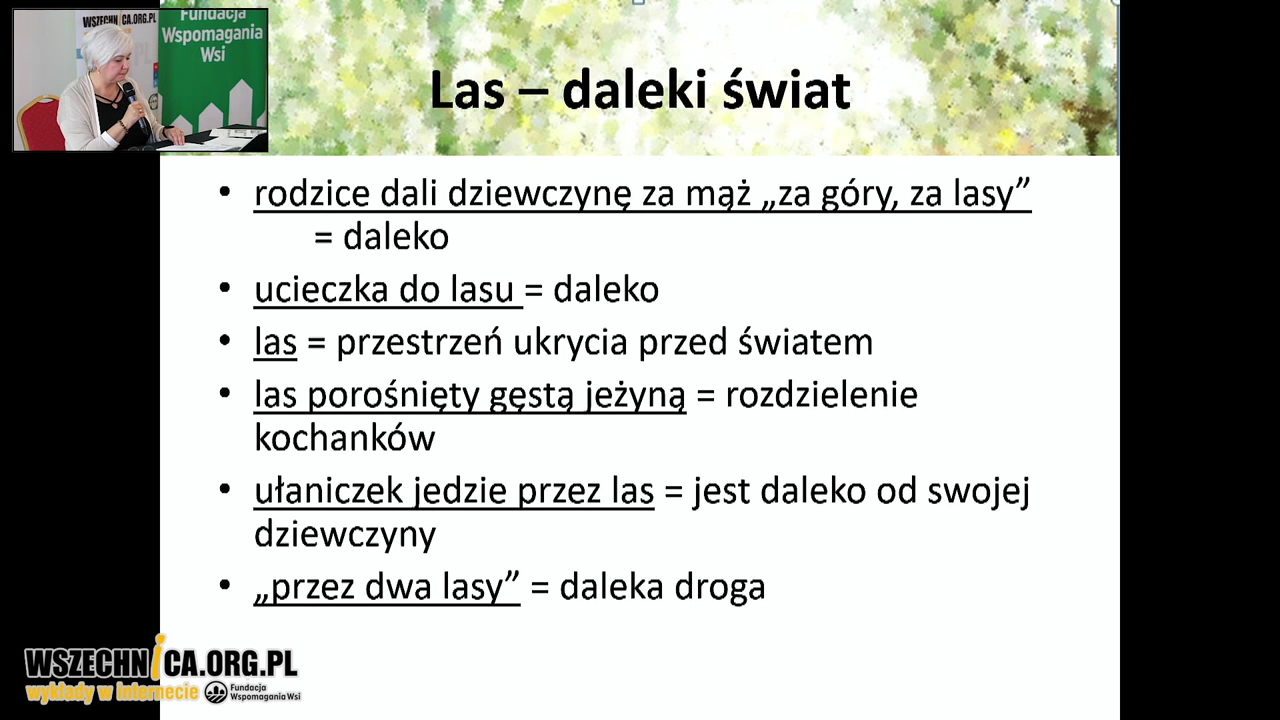 WSZECHNICA.ORG.PL
Fundacja
Wspomagania
Wsi
Las – daleki świat
• rodzice dali dziewczynę za mąż „za góry, za lasy”
= daleko
• ucieczka do lasu = daleko
• las = przestrzeń ukrycia przed światem
• las porośnięty gęstą jeżyną = rozdzielenie
kochanków
• ułaniczek jedzie przez las = jest daleko od swojej
dziewczyny
• „przez dwa lasy” = daleka droga
WSZECHNICA.ORG.PL
wykłady w internecie
Fundacja
Wspomagania Wsi